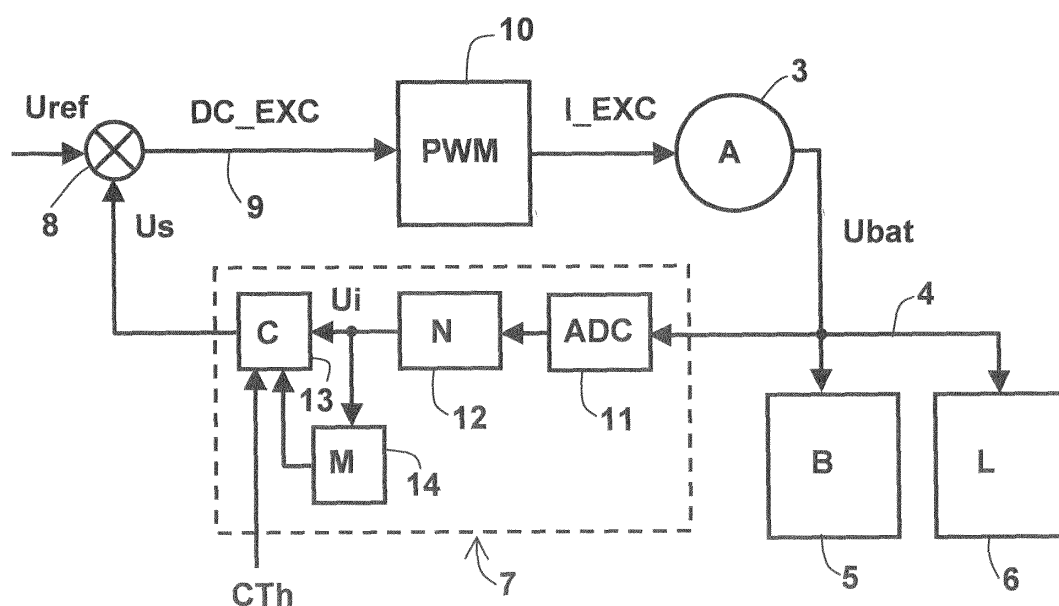 10
3
Uref
DC_EXC
I_EXC
PWM
A
8
9
Us
Ubat
4
Ui
C
N
ADC
13
12
11
M
14
B
L
CTh
7
5
6